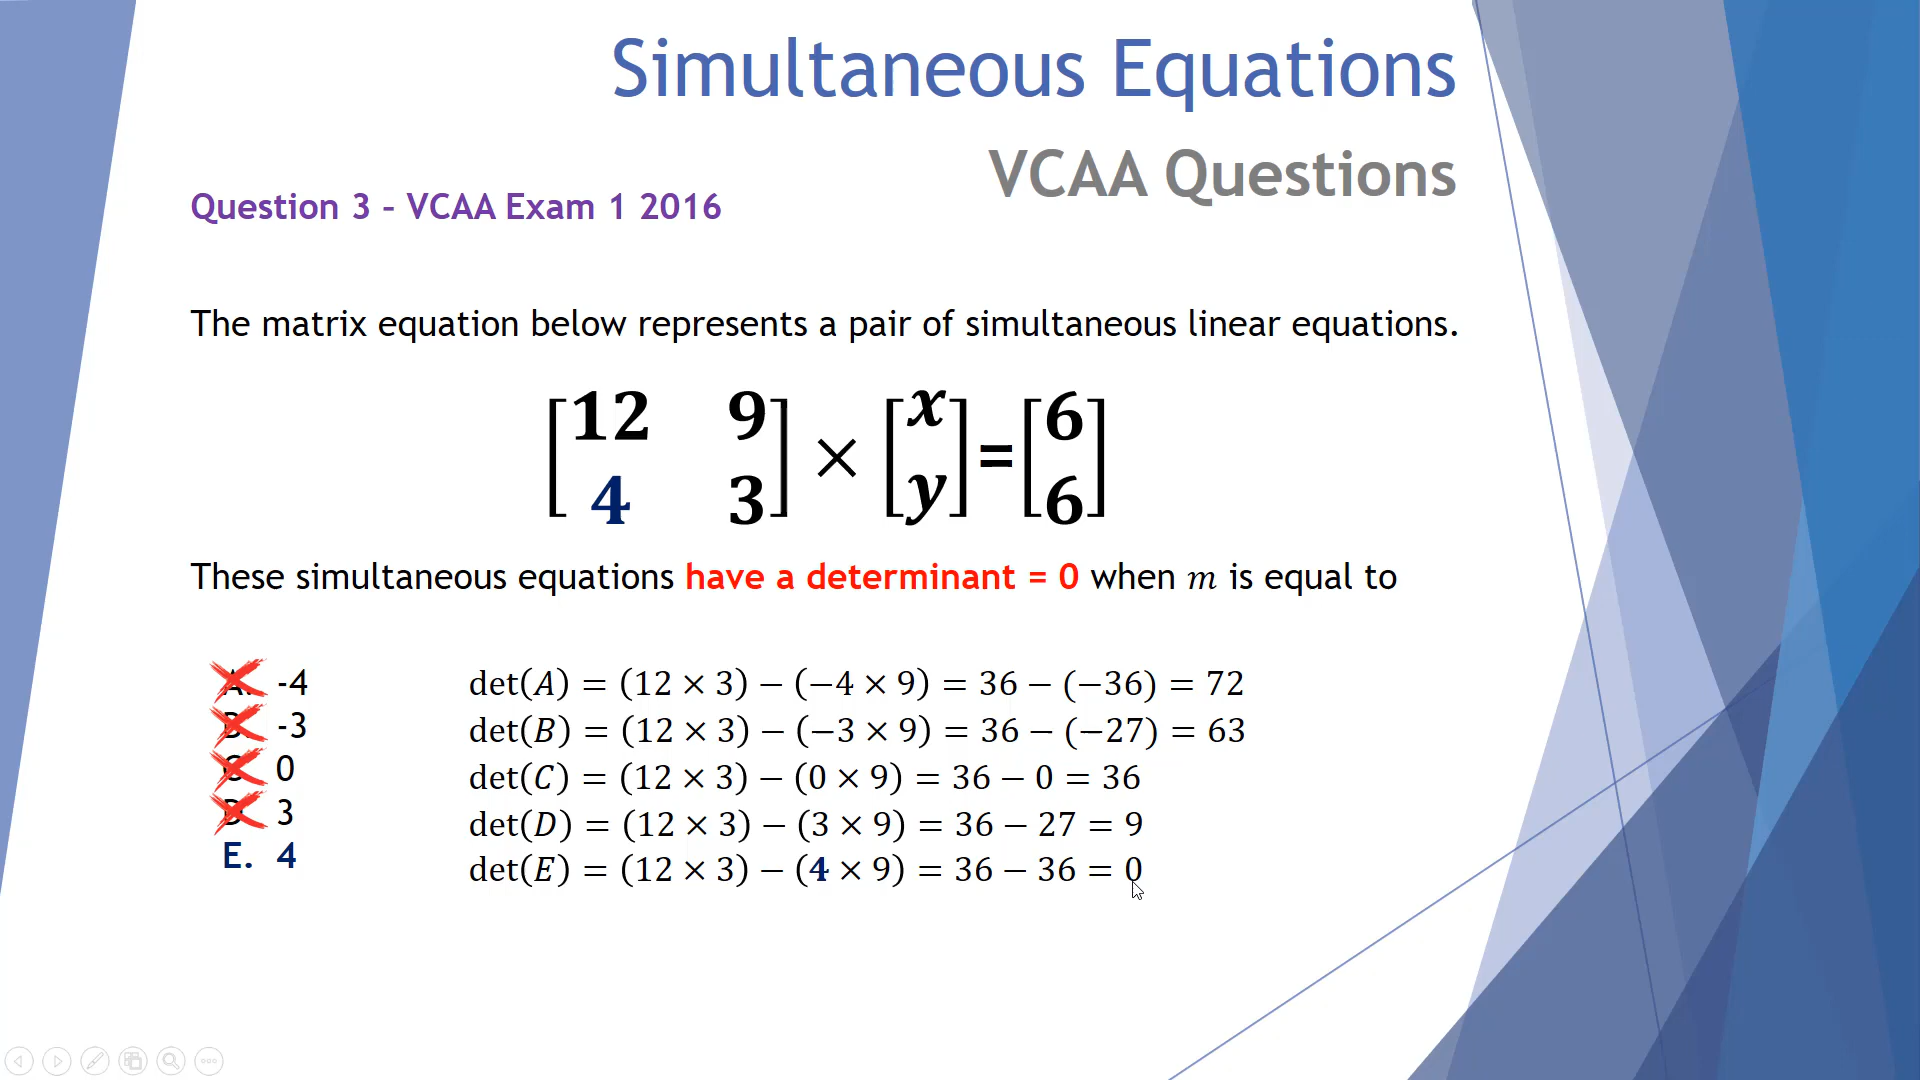 Simultaneous Equations
VCAA Questions
Question 3 – VCAA Exam 1 2016
The matrix equation below represents a pair of simultaneous linear equations.
[12 9
4 3] × [x
y] = [6
6]
These simultaneous equations have a determinant = 0 when m is equal to
A. -4 det(A) = (12 × 3) − (−4 × 9) = 36 − (−36) = 72
B. -3 det(B) = (12 × 3) − (−3 × 9) = 36 − (−27) = 63
C. 0 det(C) = (12 × 3) − (0 × 9) = 36 − 0 = 36
D. 3 det(D) = (12 × 3) − (3 × 9) = 36 − 27 = 9
E. 4 det(E) = (12 × 3) − (4 × 9) = 36 − 36 = 0